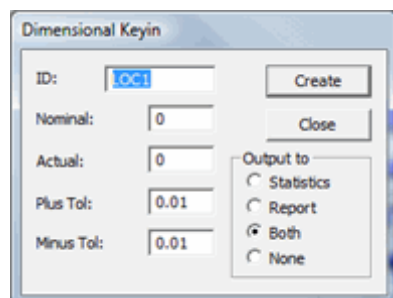 Dimensional Keyin
ID: LOC1
Create
Nominal: 0
Close
Actual: 0
Output to
Statistics
Plus Tol: 0.01
Report
Both
Minus Tol: 0.01
None